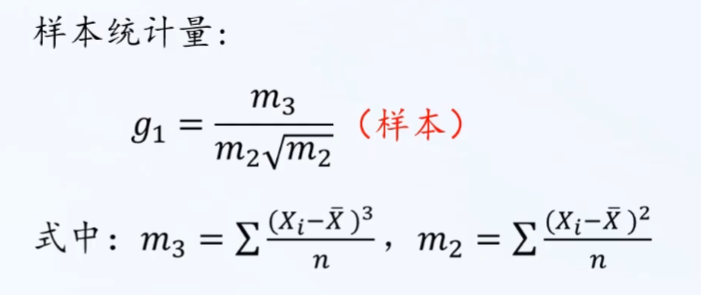 样本统计量：
g₁ = m₃ / (m₂√m₂)（样本）
式中：m₃ = ∑ (Xᵢ−X̄)³ / n，m₂ = ∑ (Xᵢ−X̄)² / n